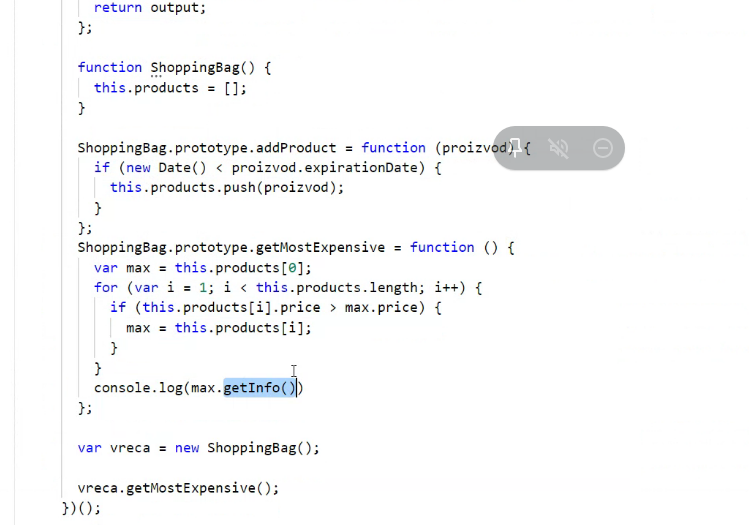 return output;
};
function ShoppingBag() {
this.products = [];
}
ShoppingBag.prototype.addProduct = function (proizvod) {
if (new Date() < proizvod.expirationDate) {
this.products.push(proizvod);
}
};
ShoppingBag.prototype.getMostExpensive = function () {
var max = this.products[0];
for (var i = 1; i < this.products.length; i++) {
if (this.products[i].price > max.price) {
max = this.products[i];
}
}
console.log(max.getInfo())
};
var vreca = new ShoppingBag();
vreca.getMostExpensive();
})();